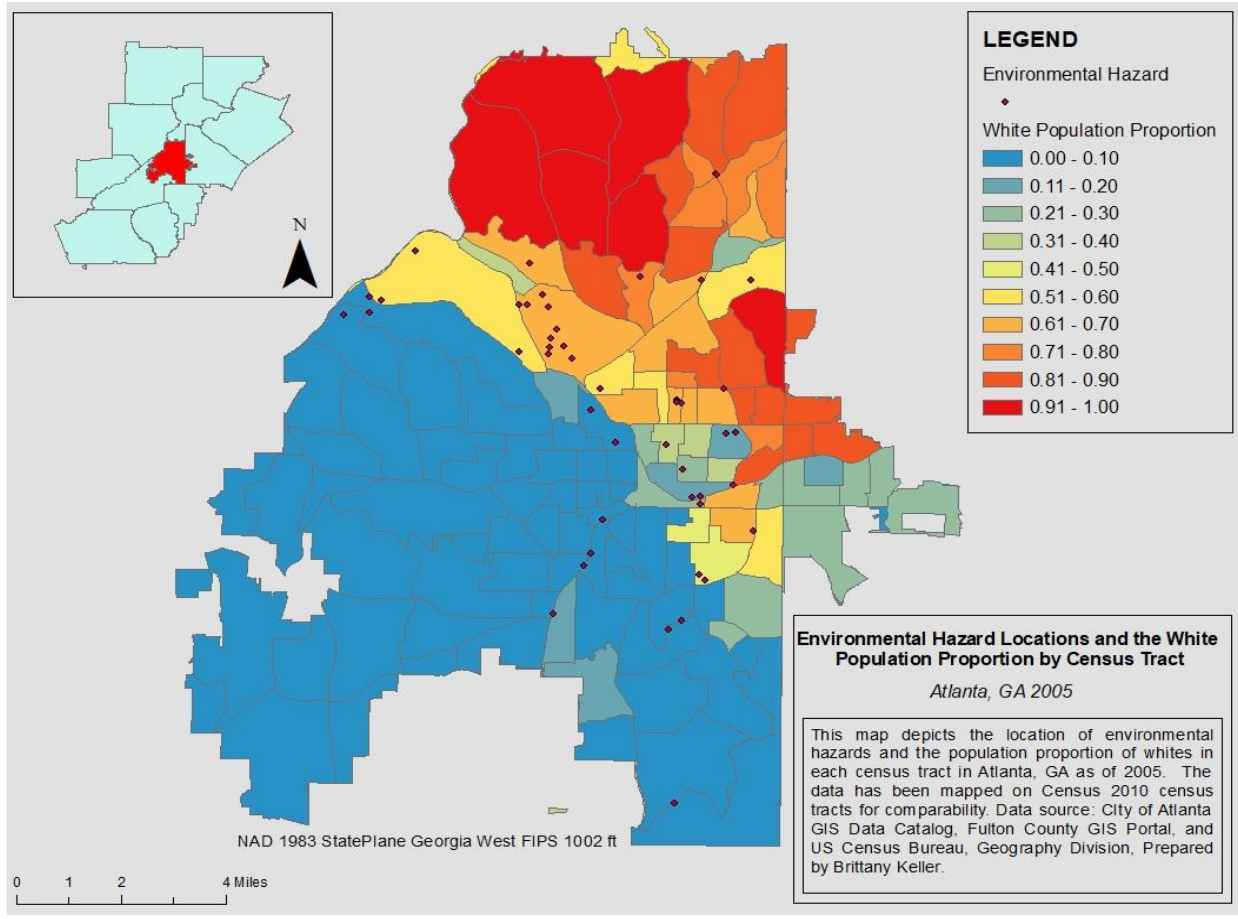 N
LEGEND
Environmental Hazard
White Population Proportion
0.00 - 0.10
0.11 - 0.20
0.21 - 0.30
0.31 - 0.40
0.41 - 0.50
0.51 - 0.60
0.61 - 0.70
0.71 - 0.80
0.81 - 0.90
0.91 - 1.00
Environmental Hazard Locations and the White
Population Proportion by Census Tract
Atlanta, GA 2005
This map depicts the location of environmental
hazards and the population proportion of whites in
each census tract in Atlanta, GA as of 2005. The
data has been mapped on Census 2010 census
tracts for comparability. Data source: CIty of Atlanta
GIS Data Catalog, Fulton County GIS Portal, and
US Census Bureau, Geography Division, Prepared
by Brittany Keller.
NAD 1983 StatePlane Georgia West FIPS 1002 ft
0 1 2 4 Miles